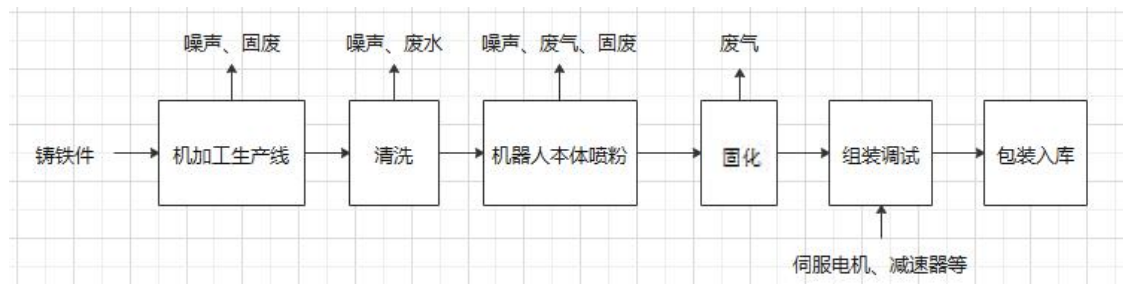 噪声、固废
噪声、废水
噪声、废气、固废
废气
铸铁件
机加工生产线
清洗
机器人本体喷粉
固化
组装调试
包装入库
伺服电机、减速器等